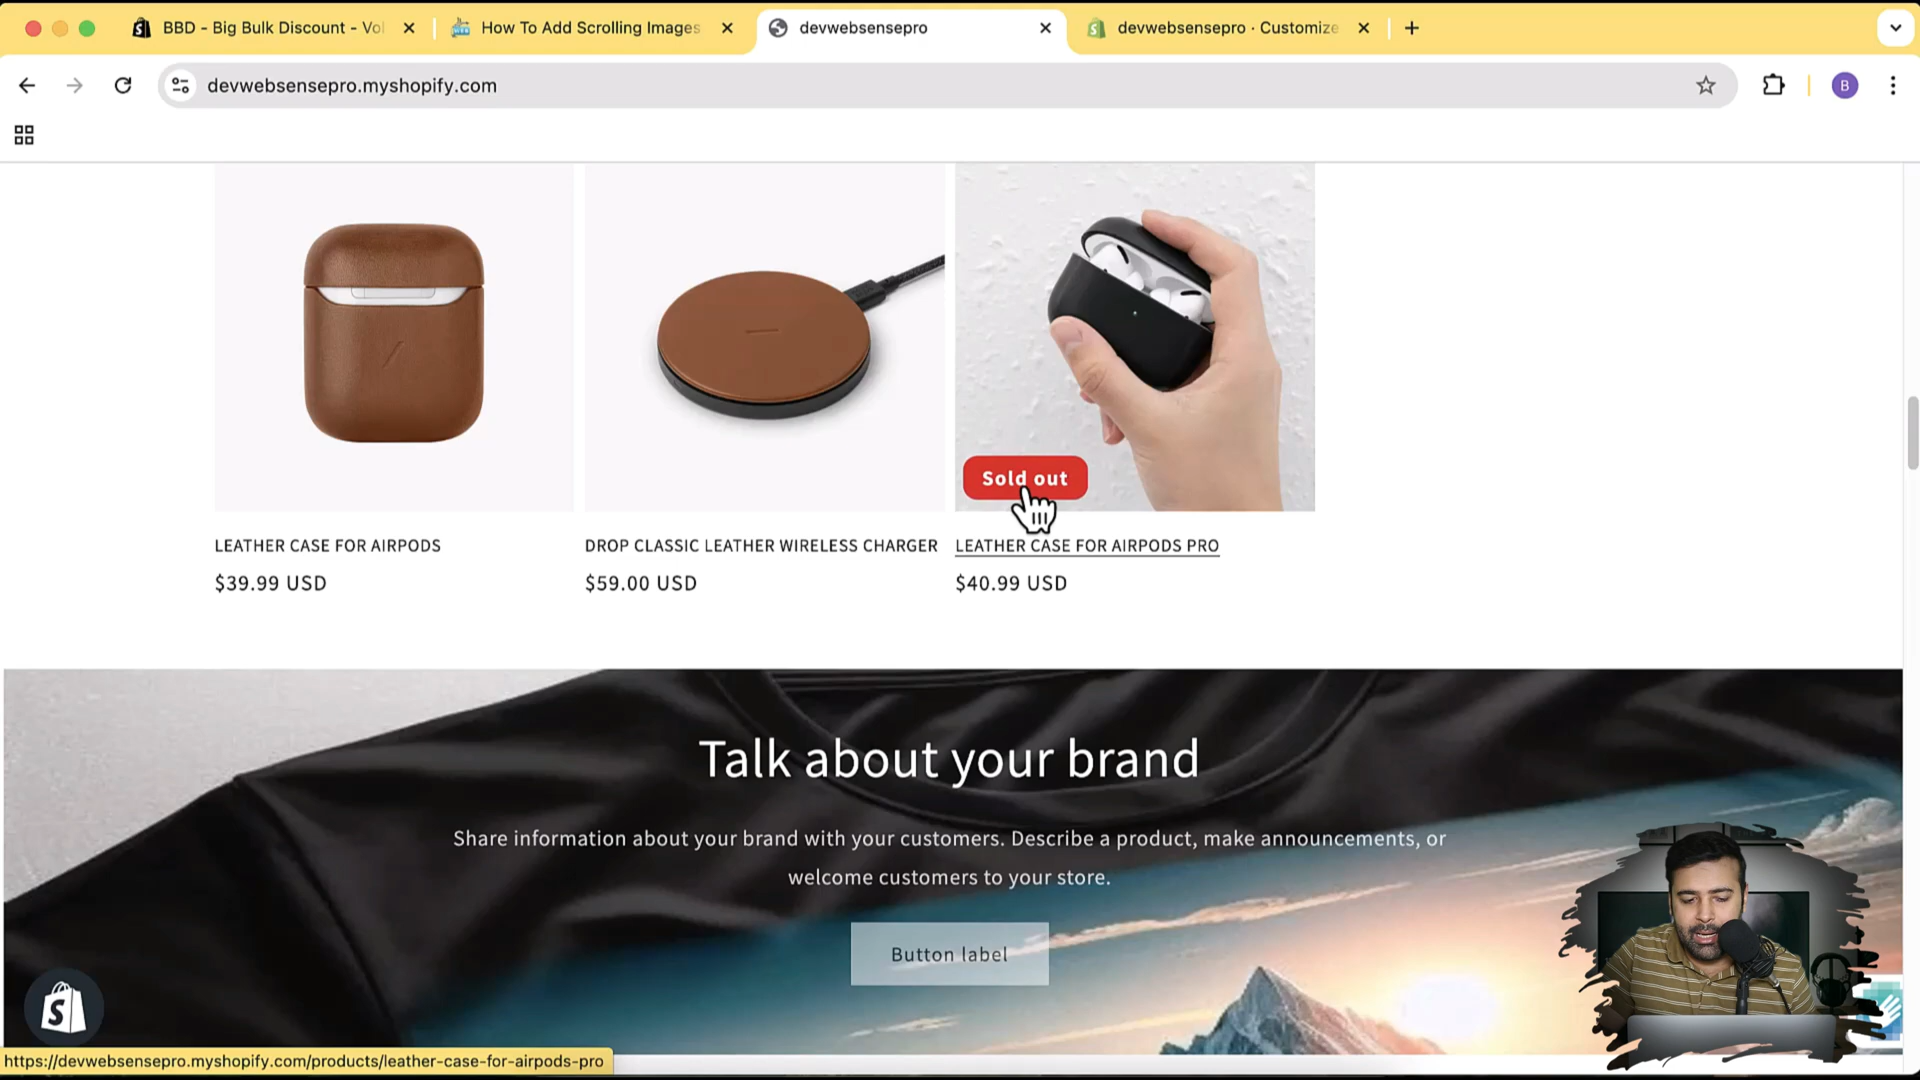 BBD - Big Bulk Discount - Vol
How To Add Scrolling Images
devwebsensepro
devwebsensepro · Customize
devwebsensepro.myshopify.com
B
Sold out
LEATHER CASE FOR AIRPODS
$39.99 USD
DROP CLASSIC LEATHER WIRELESS CHARGER
$59.00 USD
LEATHER CASE FOR AIRPODS PRO
$40.99 USD
Talk about your brand
Share information about your brand with your customers. Describe a product, make announcements, or
welcome customers to your store.
Button label
https://devwebsensepro.myshopify.com/products/leather-case-for-airpods-pro